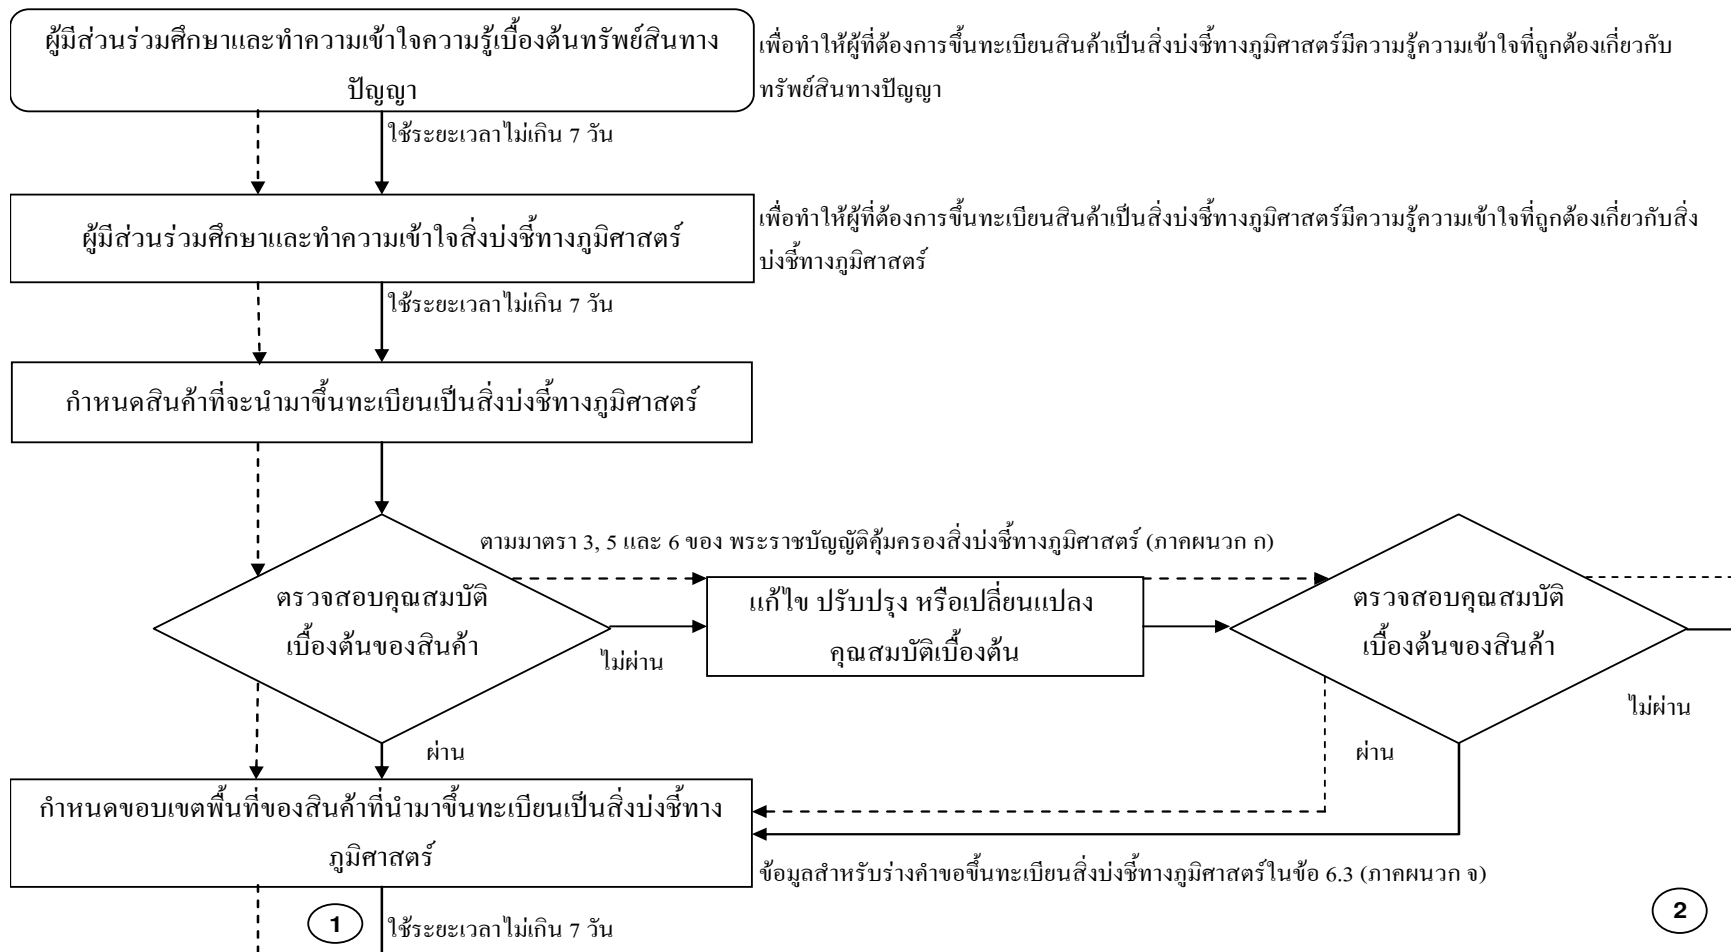 ผู้มีส่วนร่วมศึกษาและทำความเข้าใจความรู้เบื้องต้นทรัพย์สินทาง
ปัญญา
เพื่อทำให้ผู้ที่ต้องการขึ้นทะเบียนสินค้าเป็นสิ่งบ่งชี้ทางภูมิศาสตร์มีความรู้ความเข้าใจที่ถูกต้องเกี่ยวกับ
ทรัพย์สินทางปัญญา
ใช้ระยะเวลาไม่เกิน 7 วัน
ผู้มีส่วนร่วมศึกษาและทำความเข้าใจสิ่งบ่งชี้ทางภูมิศาสตร์
เพื่อทำให้ผู้ที่ต้องการขึ้นทะเบียนสินค้าเป็นสิ่งบ่งชี้ทางภูมิศาสตร์มีความรู้ความเข้าใจที่ถูกต้องเกี่ยวกับสิ่ง
บ่งชี้ทางภูมิศาสตร์
ใช้ระยะเวลาไม่เกิน 7 วัน
กำหนดสินค้าที่จะนำมาขึ้นทะเบียนเป็นสิ่งบ่งชี้ทางภูมิศาสตร์
ตามมาตรา 3, 5 และ 6 ของ พระราชบัญญัติคุ้มครองสิ่งบ่งชี้ทางภูมิศาสตร์ (ภาคผนวก ก)
ตรวจสอบคุณสมบัติ
เบื้องต้นของสินค้า
ไม่ผ่าน
แก้ไข ปรับปรุง หรือเปลี่ยนแปลง
คุณสมบัติเบื้องต้น
ตรวจสอบคุณสมบัติ
เบื้องต้นของสินค้า
ไม่ผ่าน
ผ่าน
ผ่าน
กำหนดขอบเขตพื้นที่ของสินค้าที่นำมาขึ้นทะเบียนเป็นสิ่งบ่งชี้ทาง
ภูมิศาสตร์
ข้อมูลสำหรับร่างคำขอขึ้นทะเบียนสิ่งบ่งชี้ทางภูมิศาสตร์ในข้อ 6.3 (ภาคผนวก จ)
1
ใช้ระยะเวลาไม่เกิน 7 วัน
2